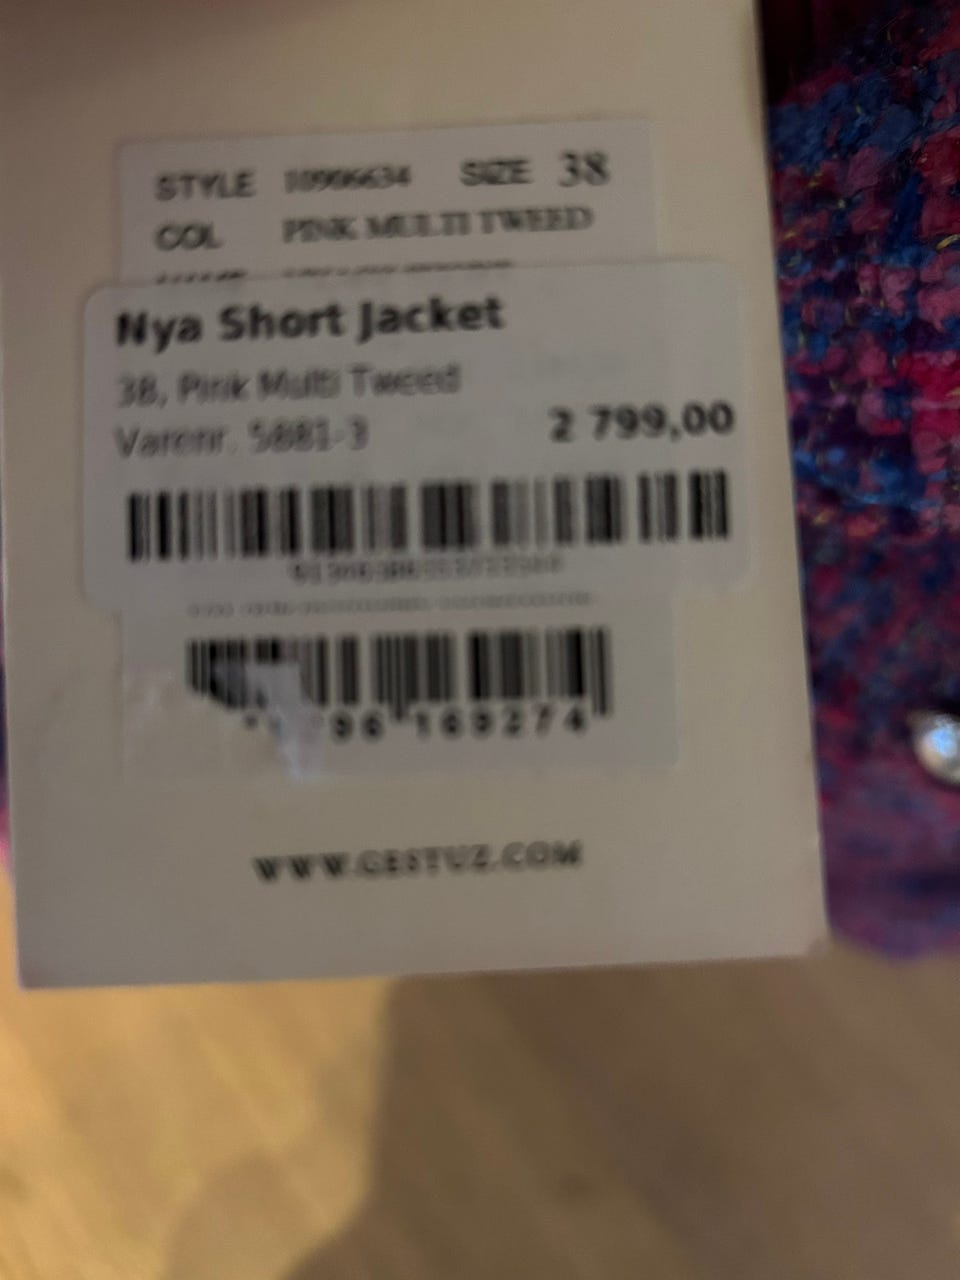 STYLE 10906634 SIZE 38
COL PINK MULTI TWEED
Nya Short Jacket
38, Pink Multi Tweed
Varenr. 5881-3
2 799,00
96 169274
WWW.GESTUZ.COM